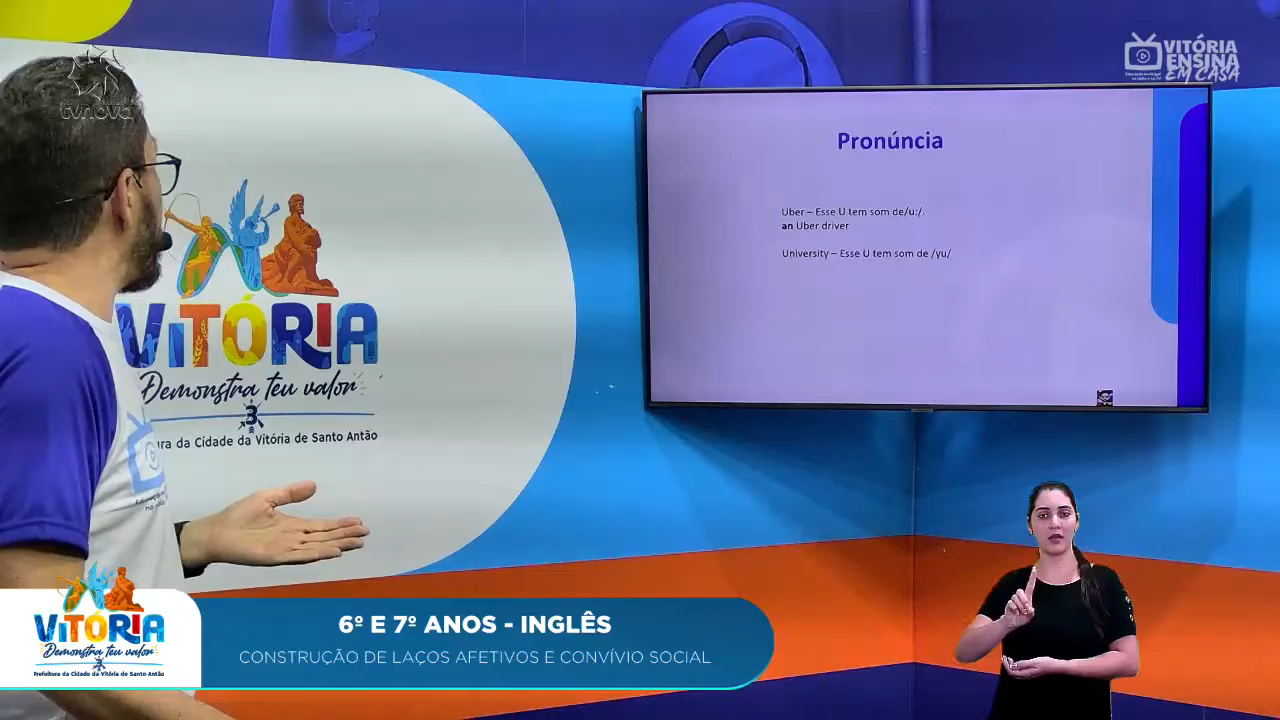 tvnova
VITÓRIA
ENSINA
EM CASA
Pronúncia
Uber – Esse U tem som de/u:/.
an Uber driver
University – Esse U tem som de /yu/
VITÓRIA
Demonstra teu valor
3
ura da Cidade da Vitória de Santo Antão
6º E 7º ANOS - INGLÊS
CONSTRUÇÃO DE LAÇOS AFETIVOS E CONVÍVIO SOCIAL
VITÓRIA
Demonstra teu valor
Prefeitura da Cidade da Vitória de Santo Antão